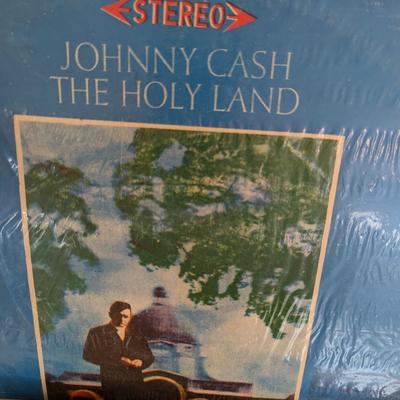 STEREO
JOHNNY CASH
THE HOLY LAND